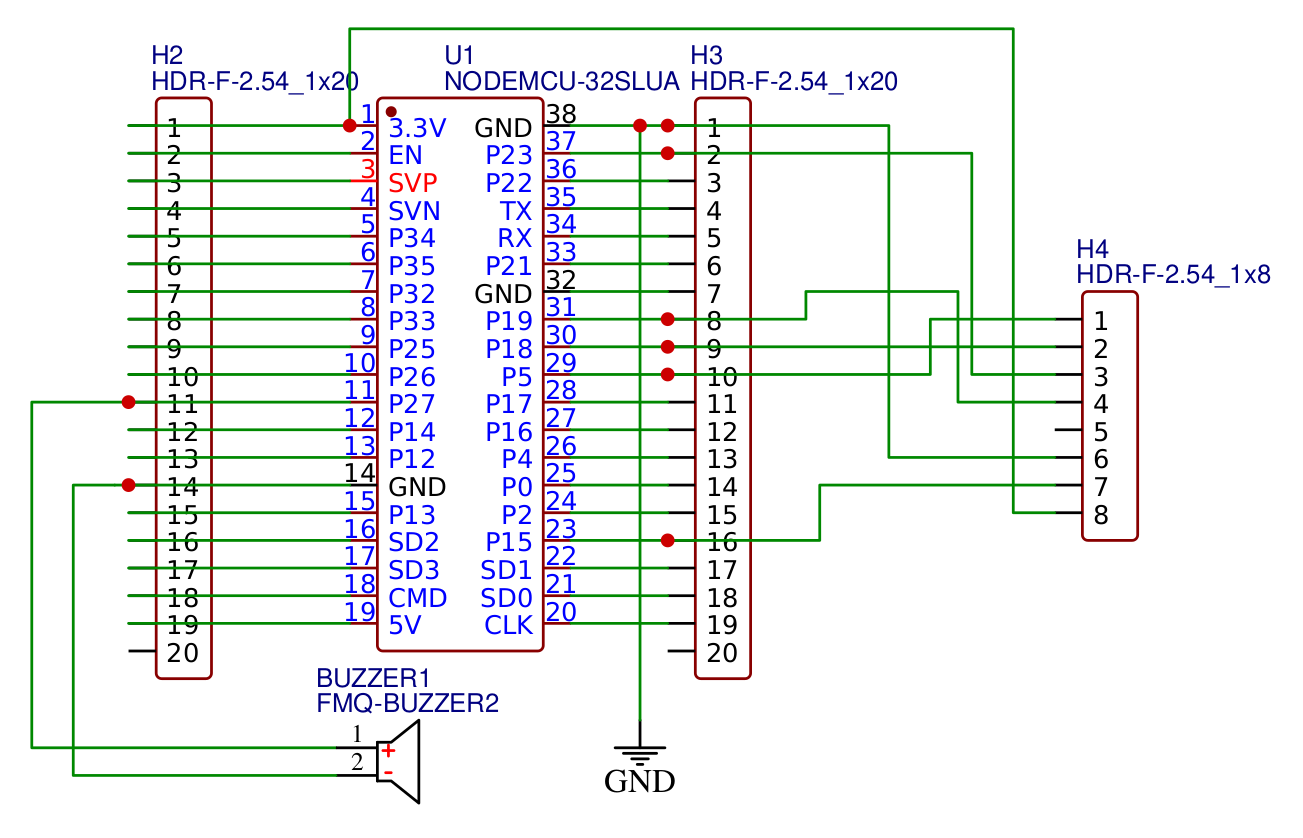 H2
HDR-F-2.54_1x20
1
2
3
4
5
6
7
8
9
10
11
12
13
14
15
16
17
18
19
20
U1
NODEMCU-32SLUA
1 3.3V GND 38
2 EN P23 37
3 SVP P22 36
4 SVN TX 35
5 P34 RX 34
6 P35 P21 33
7 P32 GND 32
8 P33 P19 31
9 P25 P18 30
10 P26 P5 29
11 P27 P17 28
12 P14 P16 27
13 P12 P4 26
14 GND P0 25
15 P13 P2 24
16 SD2 P15 23
17 SD3 SD1 22
18 CMD SD0 21
19 5V CLK 20
H3
HDR-F-2.54_1x20
1
2
3
4
5
6
7
8
9
10
11
12
13
14
15
16
17
18
19
20
H4
HDR-F-2.54_1x8
1
2
3
4
5
6
7
8
BUZZER1
FMQ-BUZZER2
1 +
2 -
GND